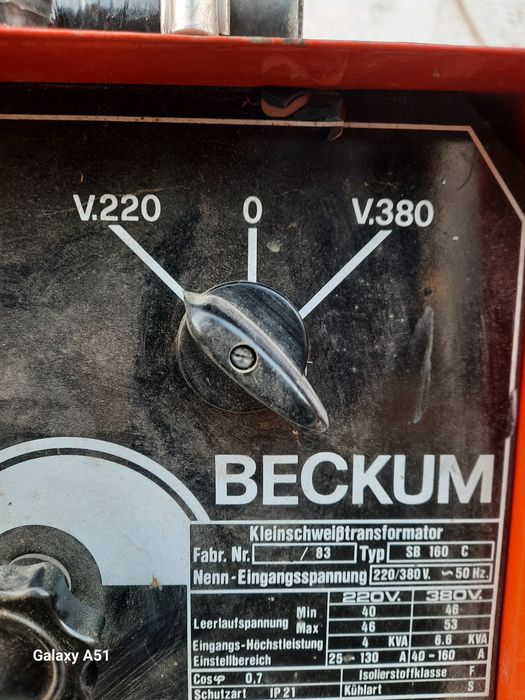 V.220 0 V.380
BECKUM
Kleinschweißtransformator
Fabr. Nr. / 83 Typ SB 160 C
Nenn-Eingangsspannung 220/380V. ~ 50 Hz.
220V. 380V.
Leerlaufspannung Min 40 46
Max 46 53
Eingangs-Höchstleistung 4 KVA 6.6 KVA
Einstellbereich 25-130 A 40-160 A
Cosφ 0,7 Isolierstoffklasse F
Schutzart IP 21 Kühlart S
Galaxy A51